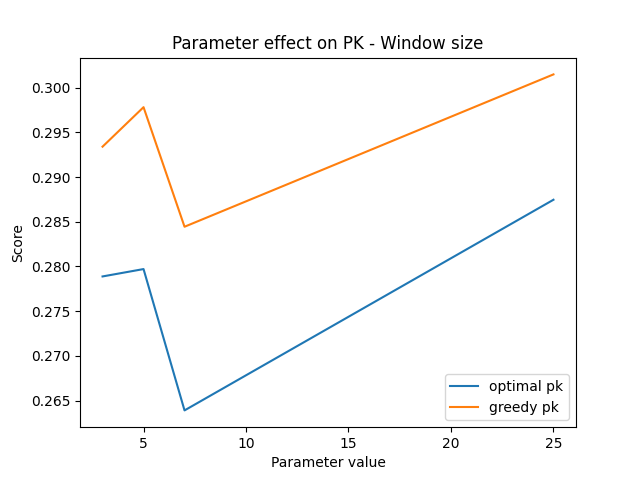 Parameter effect on PK - Window size
0.300
0.295
0.290
0.285
0.280
0.275
0.270
0.265
Score
5
10
15
20
25
Parameter value
optimal pk
greedy pk